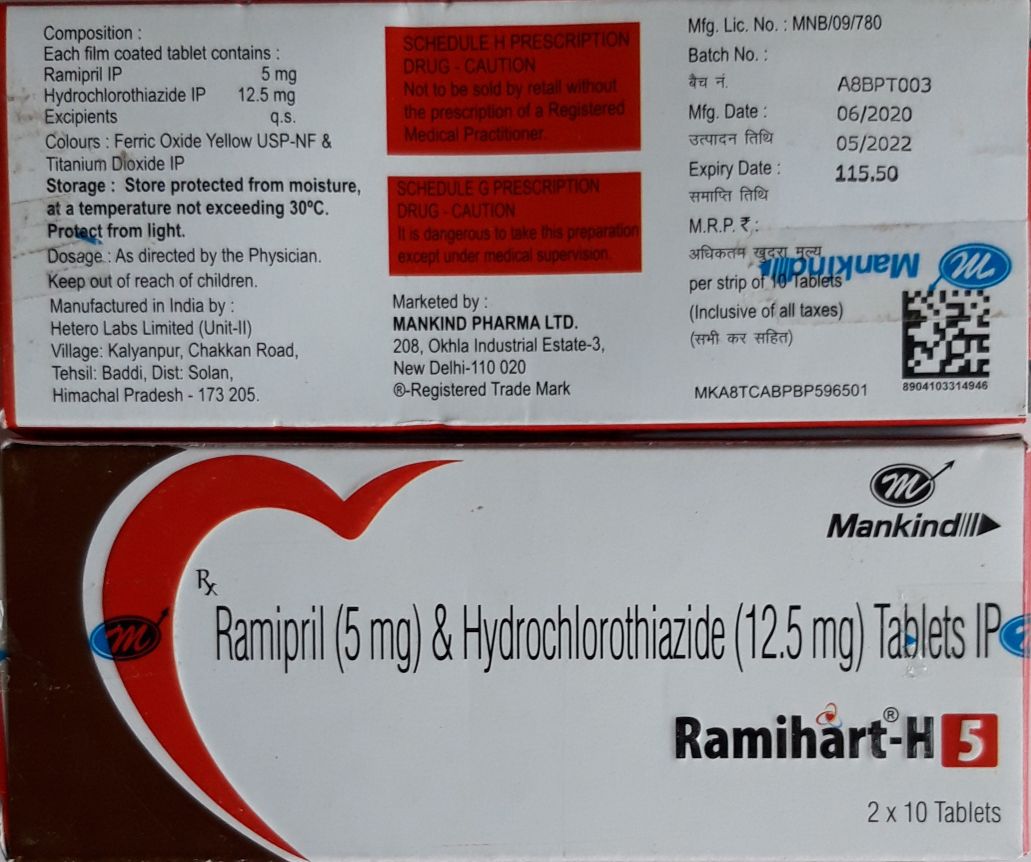 Composition :
Each film coated tablet contains :
Ramipril IP 5 mg
Hydrochlorothiazide IP 12.5 mg
Excipients q.s.
Colours : Ferric Oxide Yellow USP-NF &
Titanium Dioxide IP
Storage : Store protected from moisture,
at a temperature not exceeding 30°C.
Protect from light.
Dosage : As directed by the Physician.
Keep out of reach of children.
Manufactured in India by :
Hetero Labs Limited (Unit-II)
Village: Kalyanpur, Chakkan Road,
Tehsil: Baddi, Dist: Solan,
Himachal Pradesh - 173 205.
SCHEDULE H PRESCRIPTION
DRUG - CAUTION
Not to be sold by retail without
the prescription of a Registered
Medical Practitioner.
SCHEDULE G PRESCRIPTION
DRUG - CAUTION
It is dangerous to take this preparation
except under medical supervision.
Marketed by :
MANKIND PHARMA LTD.
208, Okhla Industrial Estate-3,
New Delhi-110 020
®-Registered Trade Mark
Mfg. Lic. No. : MNB/09/780
Batch No. :
बैच नं. A8BPT003
Mfg. Date : 06/2020
उत्पादन तिथि 05/2022
Expiry Date : 115.50
समाप्ति तिथि
M.R.P. ₹ :
अधिकतम खुदरा मूल्य
per strip of 10 Tablets
(Inclusive of all taxes)
(सभी कर सहित)
Mankind
m
MKA8TCABPBP596501
8904103314946
m
Mankind
Rx
m
Ramipril (5 mg) & Hydrochlorothiazide (12.5 mg) Tablets IP
Ramihart®-H 5
2 x 10 Tablets